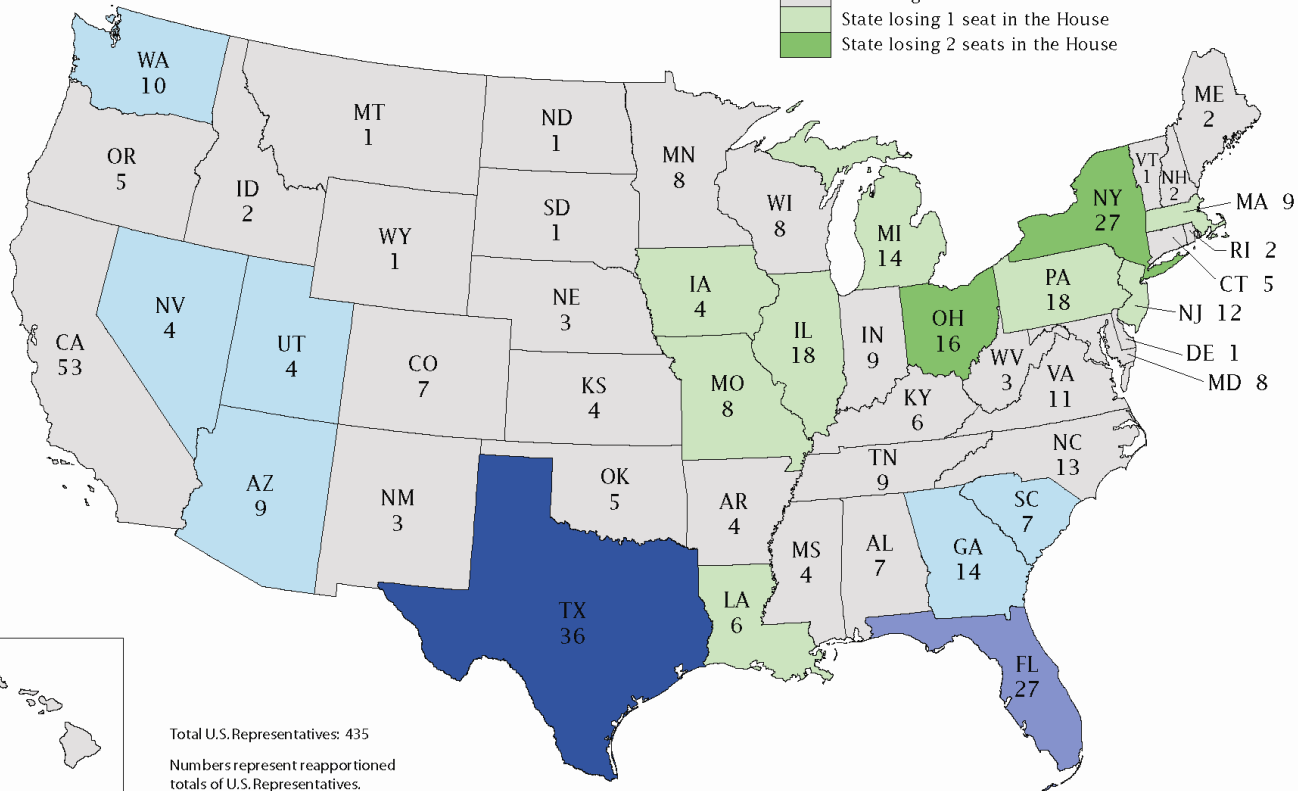 State losing 1 seat in the House
State losing 2 seats in the House
WA
10
MT
1
ND
1
MN
8
ME
2
OR
5
ID
2
SD
1
WI
8
VT
1
NH
2
NY
27
MA 9
WY
1
MI
14
RI 2
CT 5
NV
4
UT
4
NE
3
IA
4
PA
18
NJ 12
CA
53
CO
7
IL
18
IN
9
OH
16
WV
3
VA
11
DE 1
MD 8
KS
4
MO
8
KY
6
AZ
9
NM
3
OK
5
AR
4
TN
9
NC
13
SC
7
MS
4
AL
7
GA
14
TX
36
LA
6
FL
27
Total U.S. Representatives: 435
Numbers represent reapportioned
totals of U.S. Representatives.